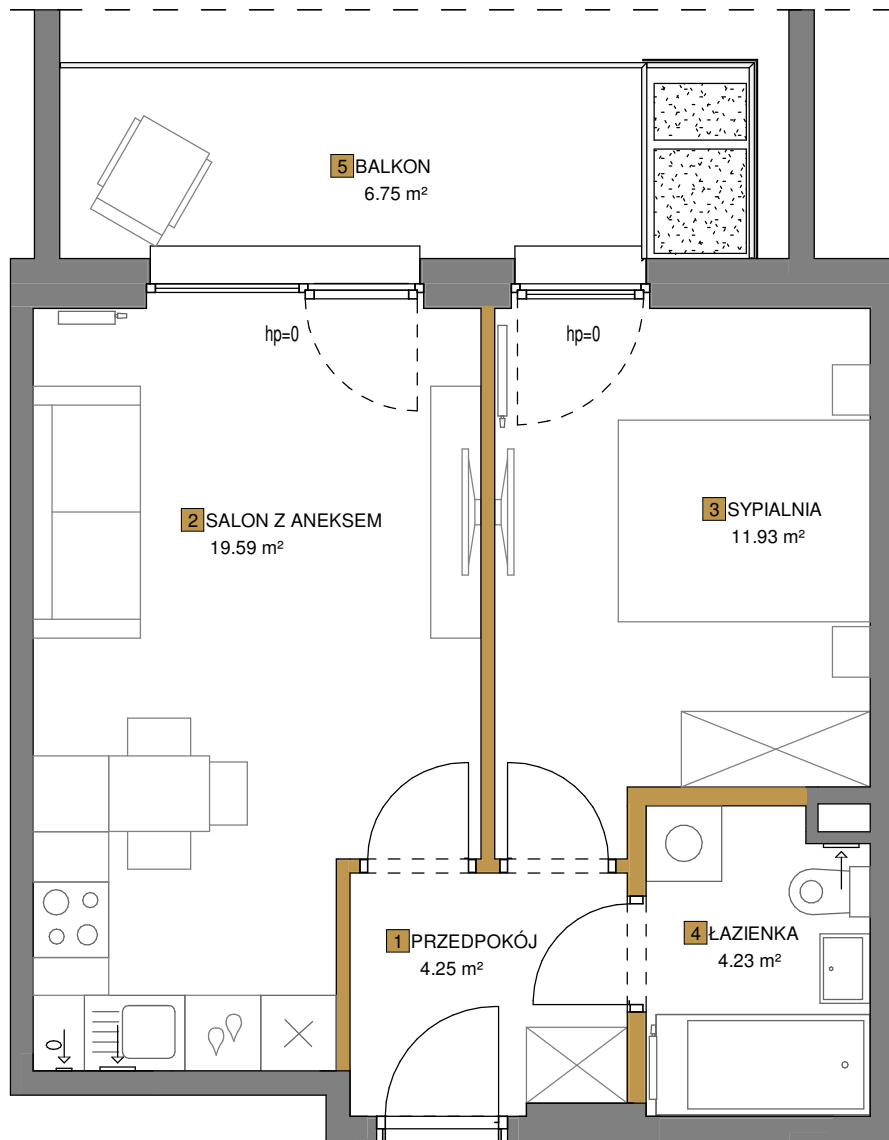 5 BALKON
6.75 m²
hp=0
hp=0
2 SALON Z ANEKSEM
19.59 m²
3 SYPIALNIA
11.93 m²
1 PRZEDPOKÓJ
4.25 m²
4 ŁAZIENKA
4.23 m²
0